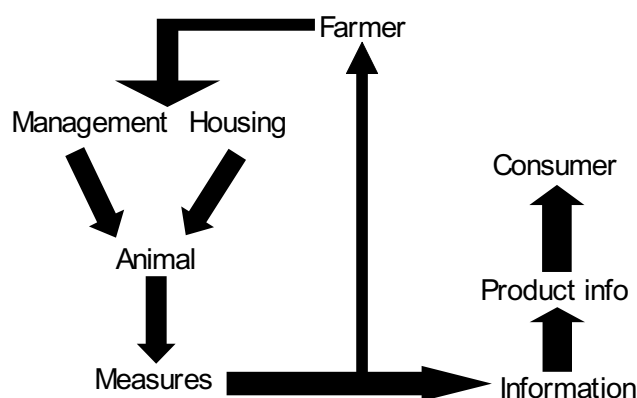 Farmer
Management Housing
Consumer
Animal
Product info
Measures
Information